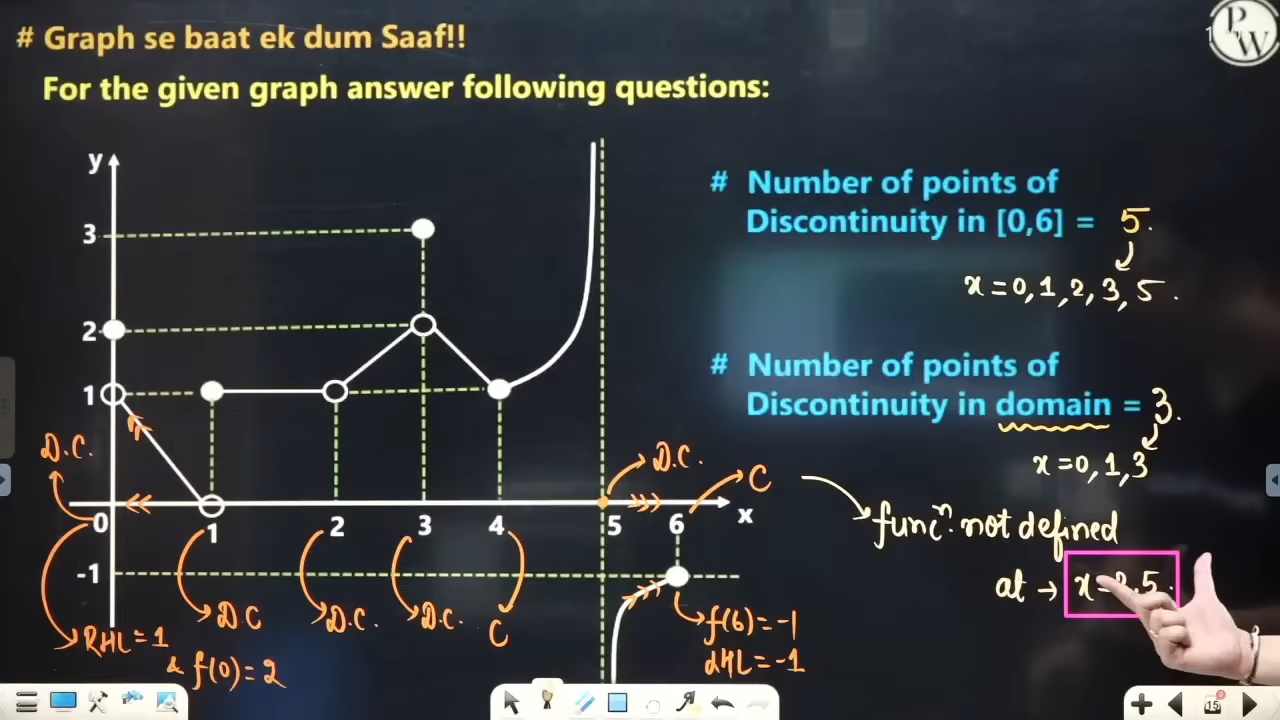 # Graph se baat ek dum Saaf!!
PW
For the given graph answer following questions:
y
3
2
1
0
1
2
3
4
5
6
x
-1
# Number of points of
Discontinuity in [0,6] = 5.
x = 0, 1, 2, 3, 5.
# Number of points of
Discontinuity in domain = 3.
x = 0, 1, 3
D.C.
D.C.
C
funcⁿ. not defined
at → x = 5.
RHL = 1
& f(0) = 2
D.C
D.C.
D.C.
C
f(6) = -1
LHL = -1
15